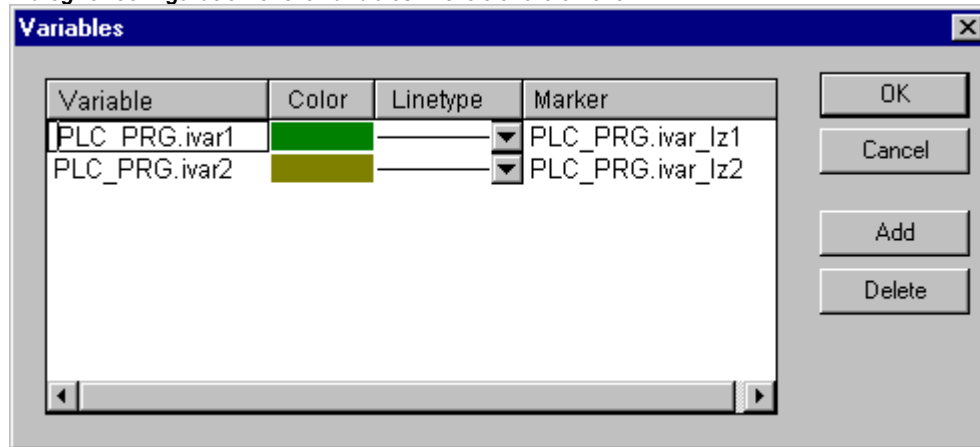 Variables
Variable Color Linetype Marker
PLC_PRG.ivar1 PLC_PRG.ivar_lz1
PLC_PRG.ivar2 PLC_PRG.ivar_lz2
OK
Cancel
Add
Delete